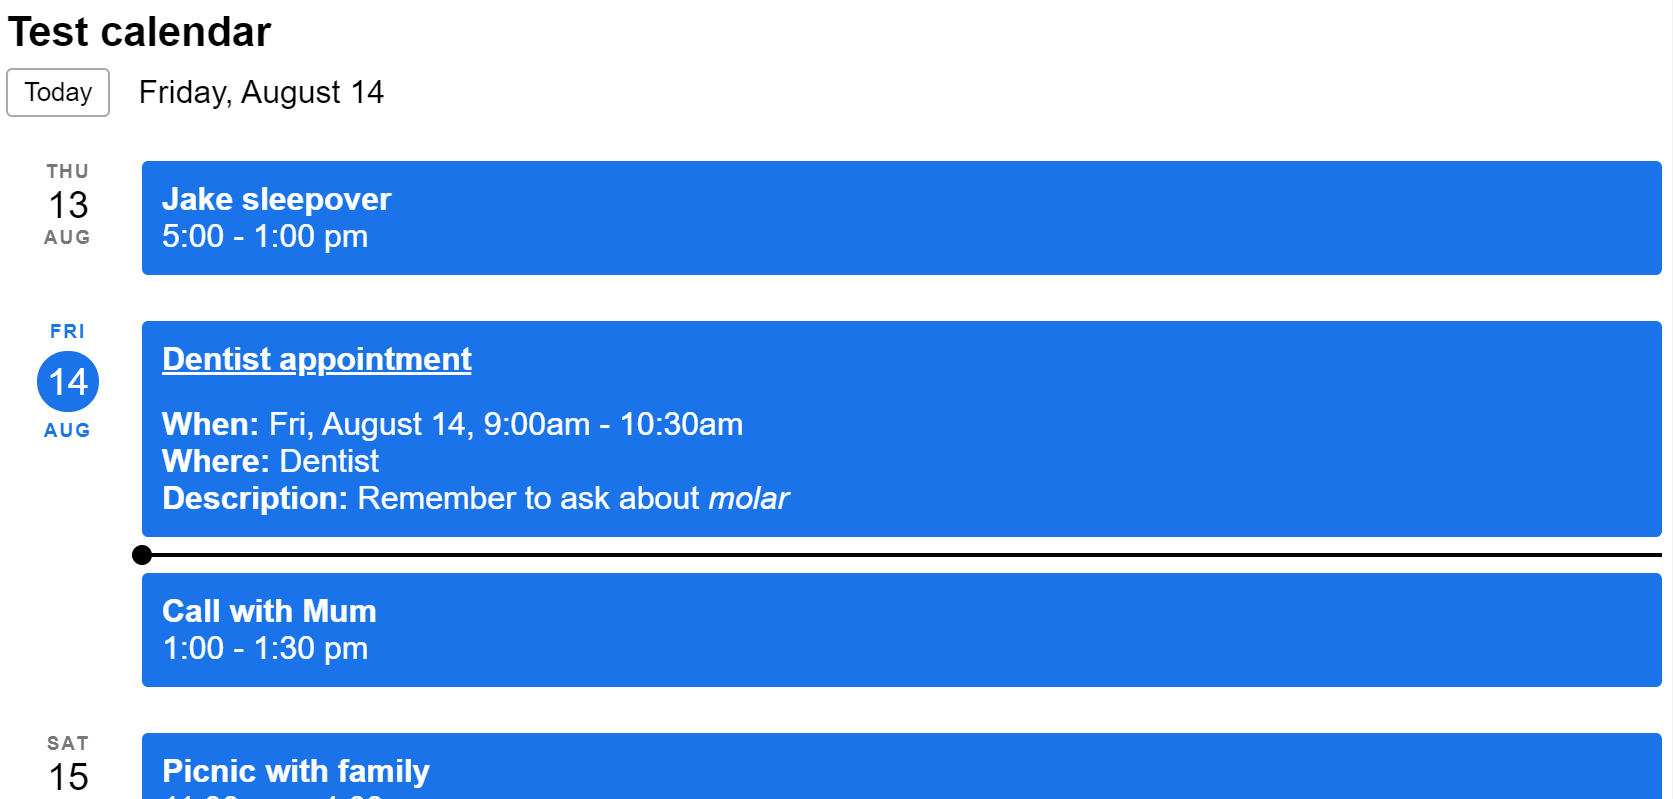 Test calendar
Today Friday, August 14
THU
13
AUG
Jake sleepover
5:00 - 1:00 pm
FRI
14
AUG
Dentist appointment
When: Fri, August 14, 9:00am - 10:30am
Where: Dentist
Description: Remember to ask about molar
Call with Mum
1:00 - 1:30 pm
SAT
15
Picnic with family